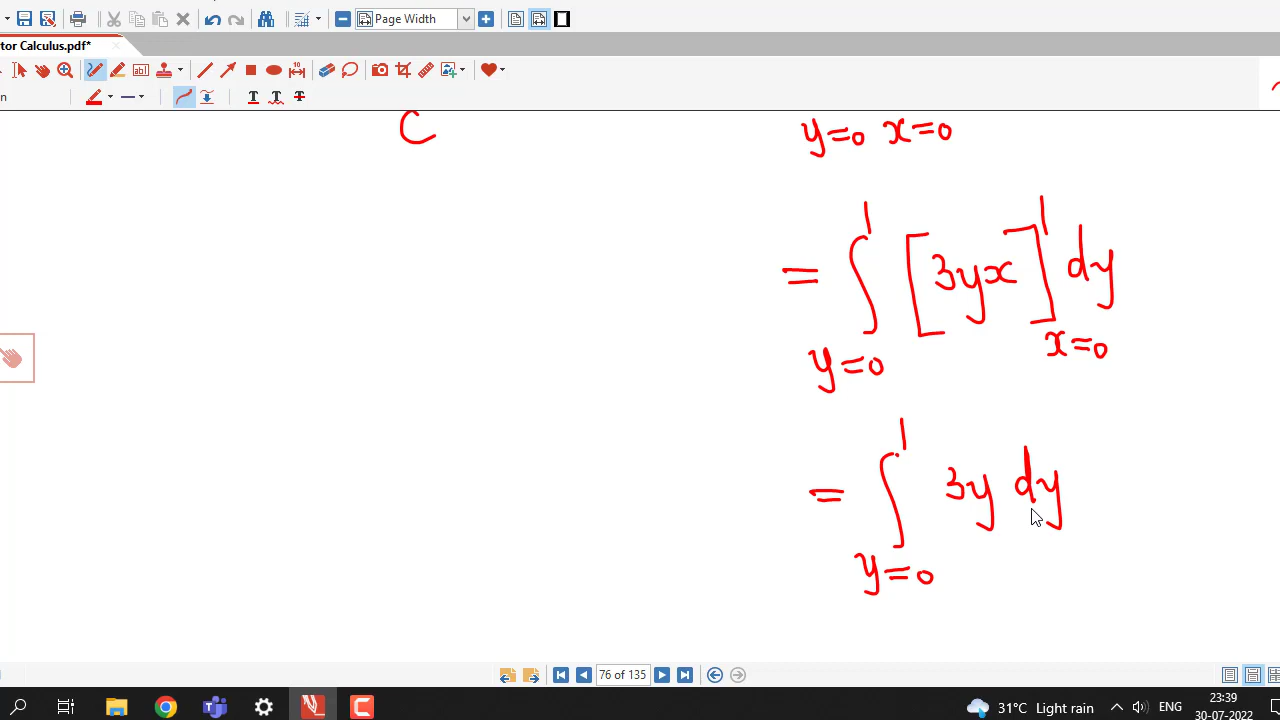 Page Width
tor Calculus.pdf*
n
C
y=0 x=0
= ∫_{y=0}^{1} [3yx]_{x=0}^{1} dy
= ∫_{y=0}^{1} 3y dy
76 of 135
31°C Light rain
ENG
23:39
30-07-2022